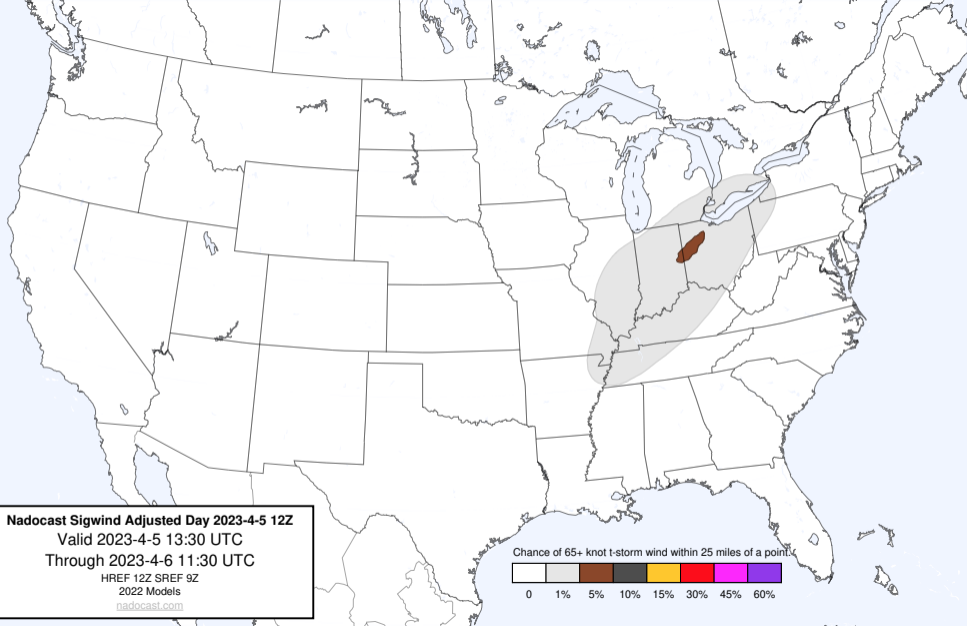 Nadocast Sigwind Adjusted Day 2023-4-5 12Z
Valid 2023-4-5 13:30 UTC
Through 2023-4-6 11:30 UTC
HREF 12Z SREF 9Z
2022 Models
nadocast.com
Chance of 65+ knot t-storm wind within 25 miles of a point.
0 1% 5% 10% 15% 30% 45% 60%